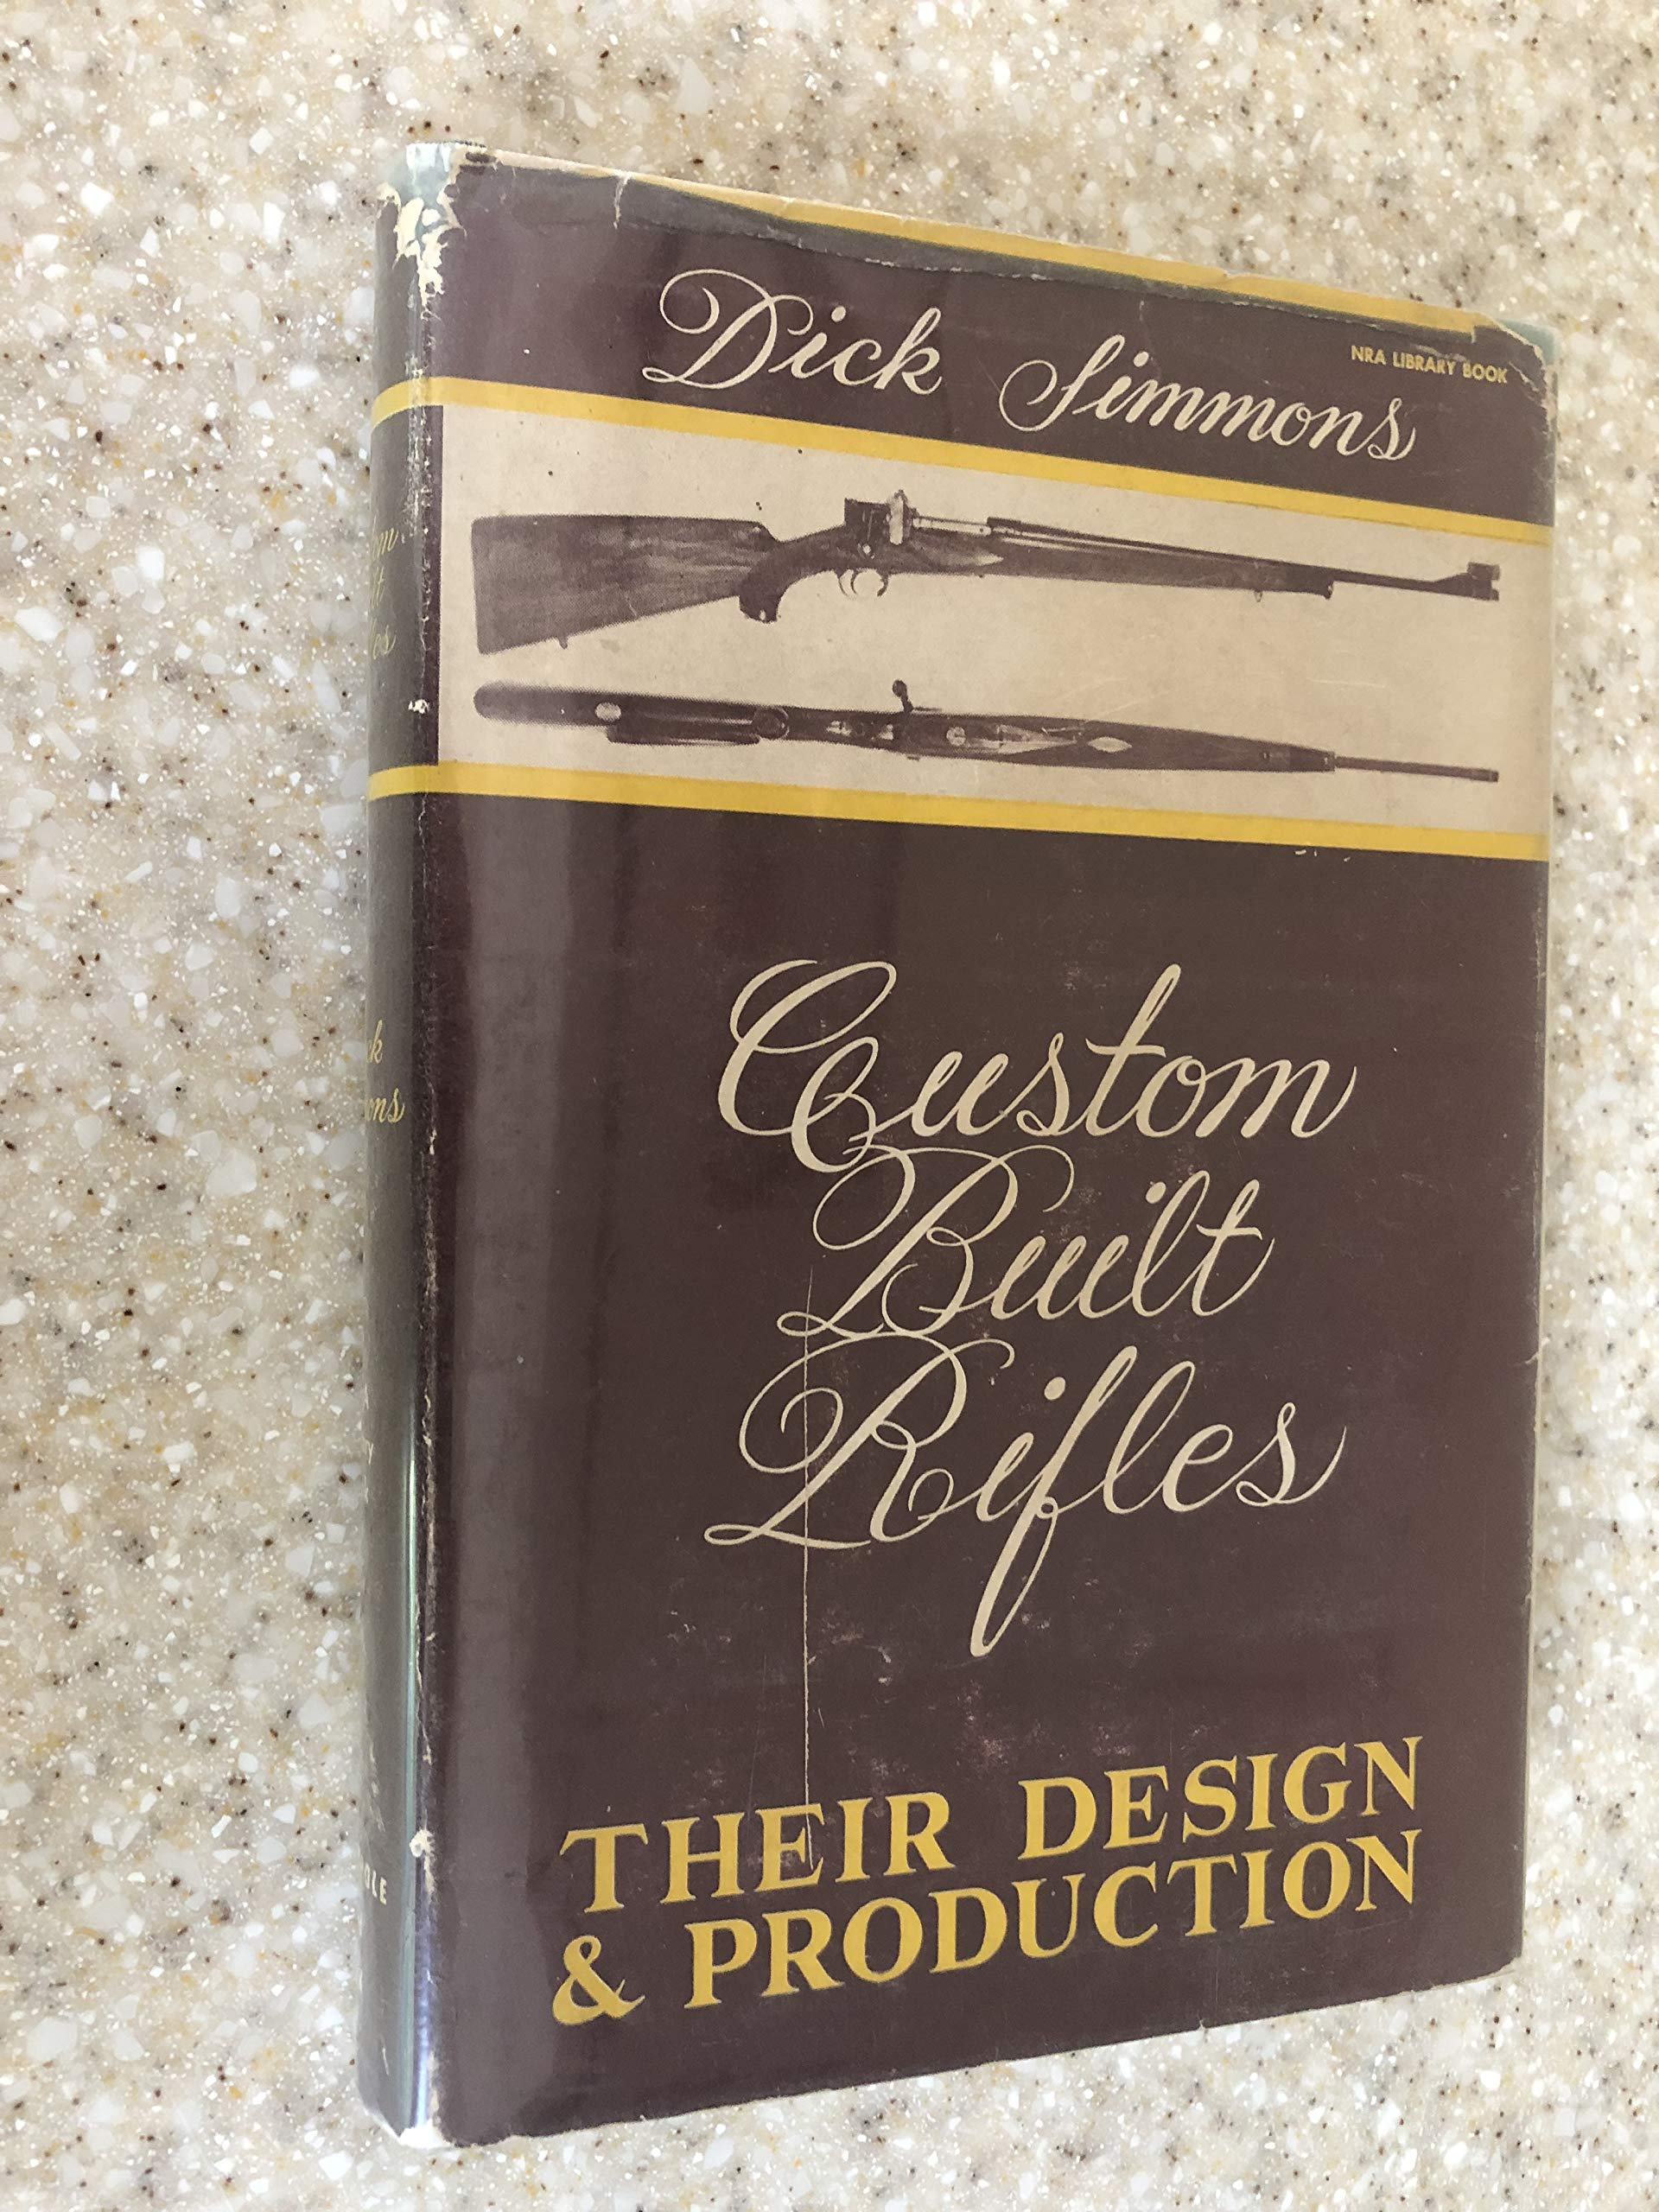 Dick Simmons
NRA LIBRARY BOOK
Custom
Built
Rifles
THEIR DESIGN
& PRODUCTION